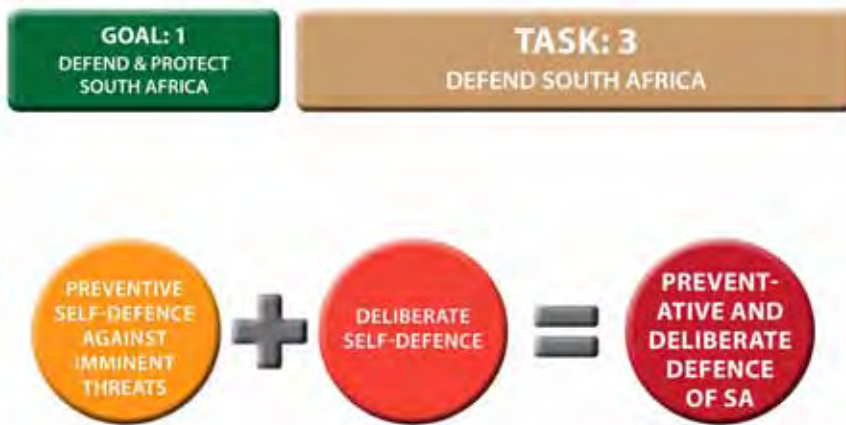 GOAL: 1
DEFEND & PROTECT
SOUTH AFRICA
TASK: 3
DEFEND SOUTH AFRICA
PREVENTIVE
SELF-DEFENCE
AGAINST
IMMINENT
THREATS
DELIBERATE
SELF-DEFENCE
PREVENT-
ATIVE AND
DELIBERATE
DEFENCE
OF SA